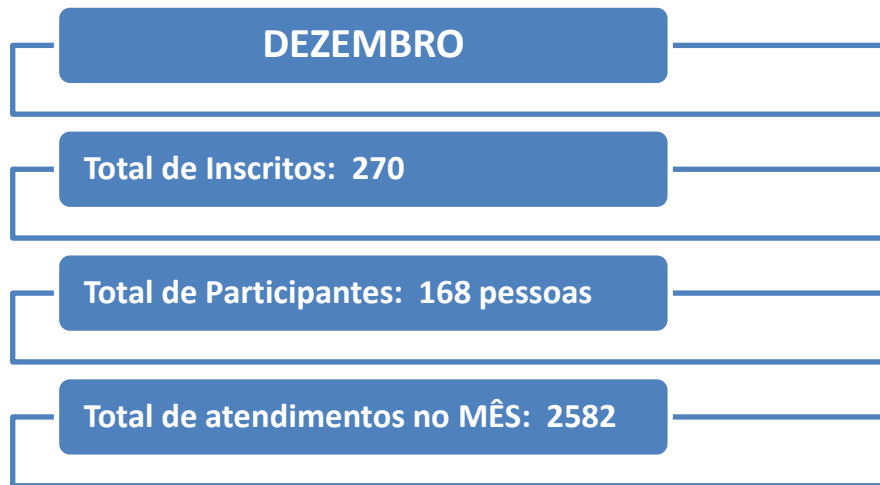 DEZEMBRO
Total de Inscritos: 270
Total de Participantes: 168 pessoas
Total de atendimentos no MÊS: 2582